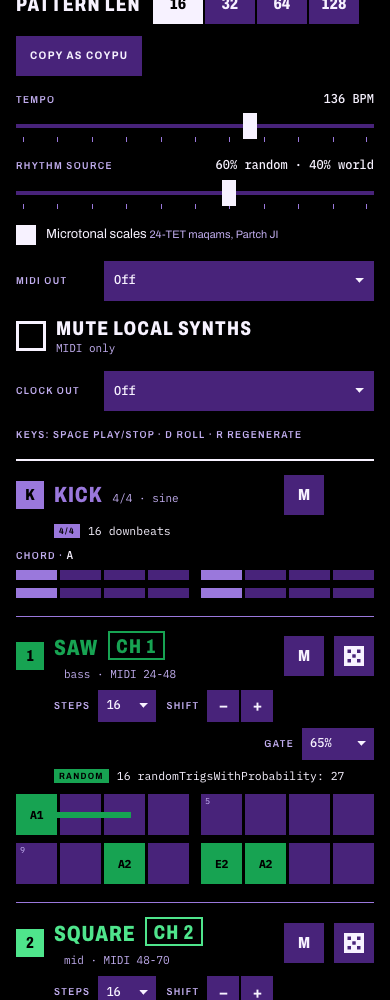 PATTERN LEN 16 32 64 128
COPY AS COYPU
TEMPO 136 BPM
RHYTHM SOURCE 60% random · 40% world
Microtonal scales 24-TET maqams, Partch JI
MIDI OUT Off
MUTE LOCAL SYNTHS
MIDI only
CLOCK OUT Off
KEYS: SPACE PLAY/STOP · D ROLL · R REGENERATE
K KICK 4/4 · sine M
4/4 16 downbeats
CHORD · A
1 SAW CH 1 M
bass · MIDI 24-48
STEPS 16 SHIFT − +
GATE 65%
RANDOM 16 randomTrigsWithProbability: 27
A1 5
9 A2 E2 A2
2 SQUARE CH 2 M
mid · MIDI 48-70
STEPS 16 SHIFT − +